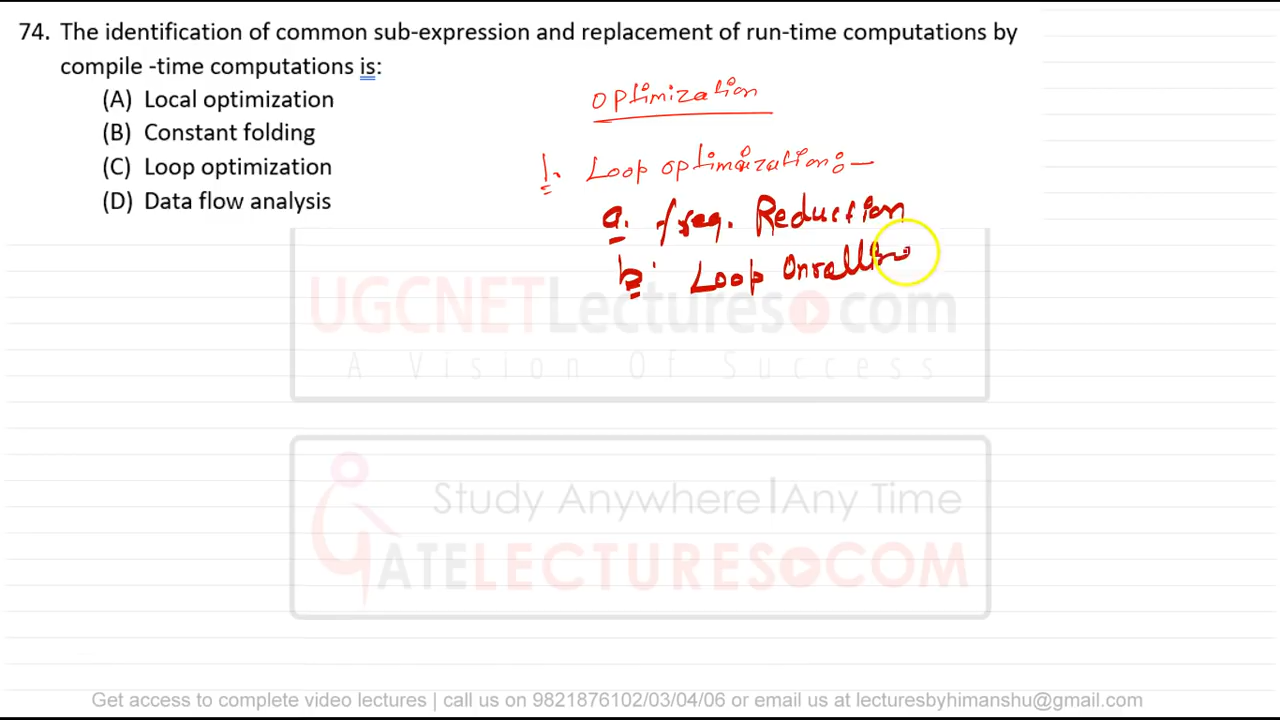 74. The identification of common sub-expression and replacement of run-time computations by
compile -time computations is:
(A) Local optimization
(B) Constant folding
(C) Loop optimization
(D) Data flow analysis
Optimization
1. Loop optimization:-
a. freq. Reduction
b. Loop
UGCNETLectures.com
A Vision Of Success
Study Anywhere|Any Time
GATELECTURES.COM
Get access to complete video lectures | call us on 9821876102/03/04/06 or email us at lecturesbyhimanshu@gmail.com